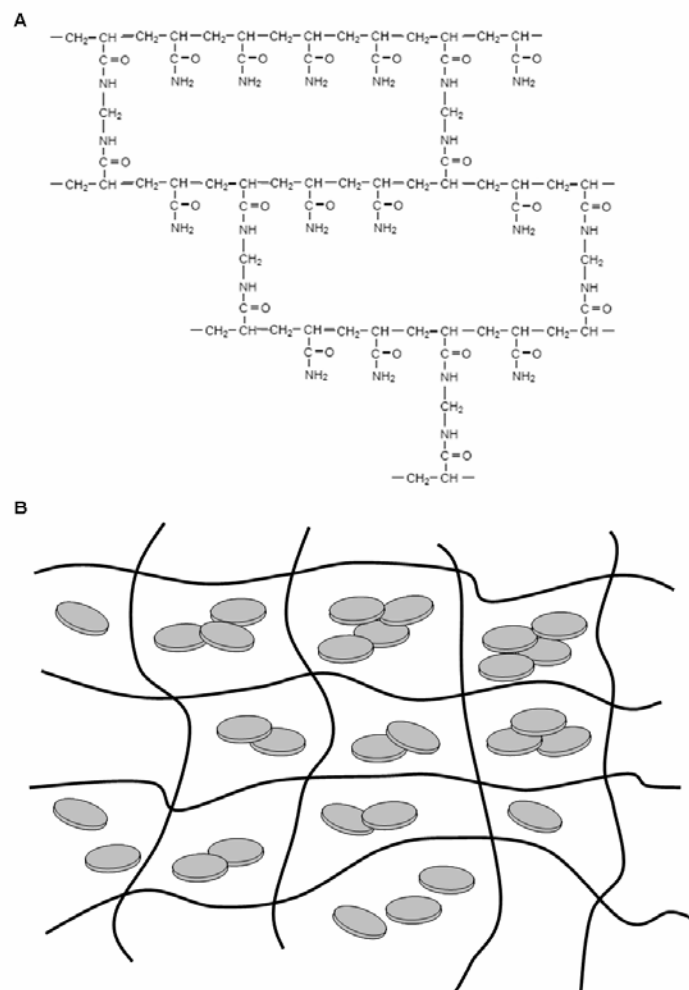 A
—CH₂–CH—CH₂–CH–CH₂–CH–CH₂–CH–CH₂–CH–CH₂–CH–CH₂–CH—
C=O C–O C–O C–O C–O C=O C–O
NH NH₂ NH₂ NH₂ NH₂ NH NH₂
CH₂ CH₂
NH NH
C=O C=O
—CH₂–CH–CH₂–CH–CH₂–CH–CH₂–CH–CH₂–CH–CH₂–CH–CH₂–CH–CH₂–CH—
C–O C=O C–O C–O C–O C=O
NH₂ NH NH₂ NH₂ NH₂ NH
CH₂ CH₂
NH NH
C=O C=O
—CH₂–CH–CH₂–CH–CH₂–CH–CH₂–CH–CH₂–CH–CH₂–CH—
C=O C=O C=O C=O
NH₂ NH₂ NH NH₂
CH₂
NH
C=O
—CH₂–CH—
B